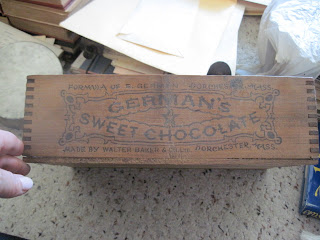 FORMULA OF S. GERMAN DORCHESTER, MASS.
GERMAN'S
SWEET CHOCOLATE
MADE BY WALTER BAKER & CO. LTD. DORCHESTER MASS.